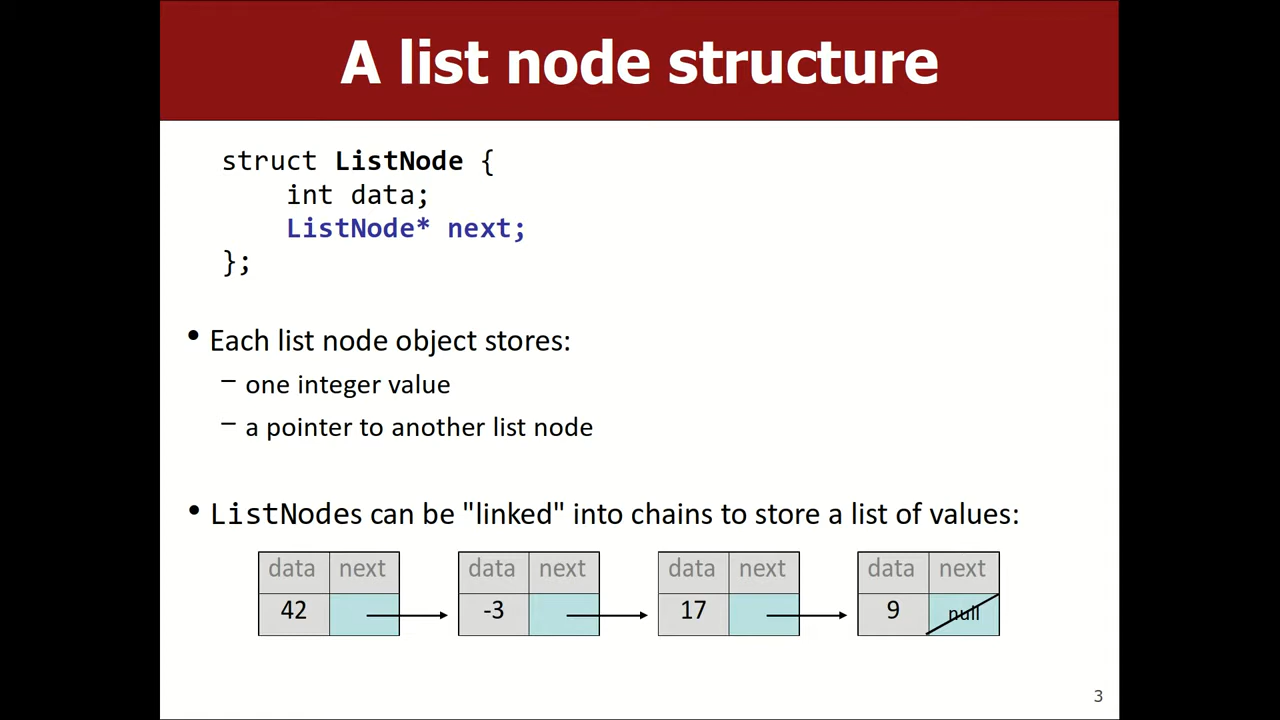 A list node structure
struct ListNode {
int data;
ListNode* next;
};
• Each list node object stores:
– one integer value
– a pointer to another list node
• ListNodes can be "linked" into chains to store a list of values:
data next data next data next data next
42 -3 17 9 null
3